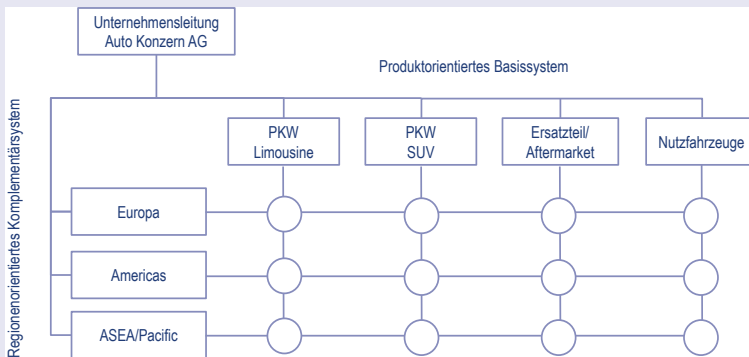 Unternehmensleitung
Auto Konzern AG
Produktorientiertes Basissystem
Regionenorientiertes Komplementärsystem
PKW
Limousine
PKW
SUV
Ersatzteil/
Aftermarket
Nutzfahrzeuge
Europa
Americas
ASEA/Pacific